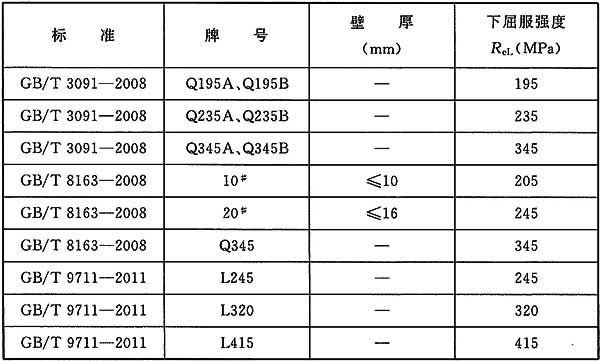 标 准 牌 号 壁 厚 (mm) 下屈服强度 ReL(MPa)
GB/T 3091—2008 Q195A、Q195B — 195
GB/T 3091—2008 Q235A、Q235B — 235
GB/T 3091—2008 Q345A、Q345B — 345
GB/T 8163—2008 10# ≤10 205
GB/T 8163—2008 20# ≤16 245
GB/T 8163—2008 Q345 — 345
GB/T 9711—2011 L245 — 245
GB/T 9711—2011 L320 — 320
GB/T 9711—2011 L415 — 415